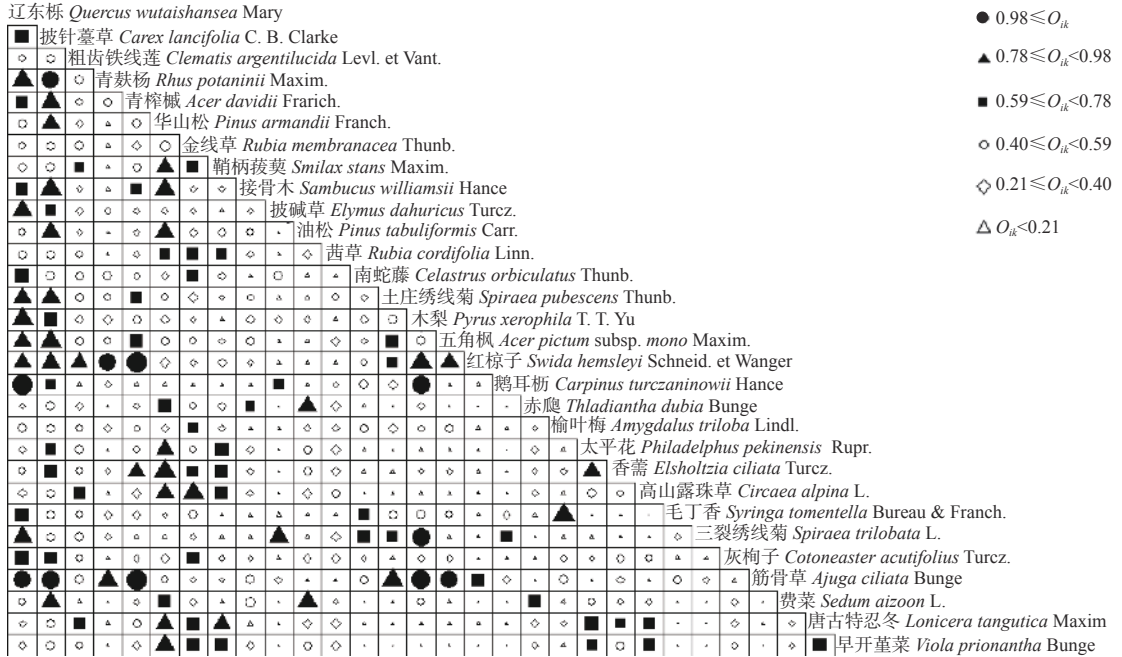 辽东栎 Quercus wutaishansea Mary
披针薹草 Carex lancifolia C. B. Clarke
粗齿铁线莲 Clematis argentilucida Levl. et Vant.
青麸杨 Rhus potaninii Maxim.
青榨槭 Acer davidii Frarich.
华山松 Pinus armandii Franch.
金线草 Rubia membranacea Thunb.
鞘柄菝葜 Smilax stans Maxim.
接骨木 Sambucus williamsii Hance
披碱草 Elymus dahuricus Turcz.
油松 Pinus tabuliformis Carr.
茜草 Rubia cordifolia Linn.
南蛇藤 Celastrus orbiculatus Thunb.
土庄绣线菊 Spiraea pubescens Thunb.
木梨 Pyrus xerophila T. T. Yu
五角枫 Acer pictum subsp. mono Maxim.
红椋子 Swida hemsleyi Schneid. et Wanger
鹅耳枥 Carpinus turczaninowii Hance
赤瓟 Thladiantha dubia Bunge
榆叶梅 Amygdalus triloba Lindl.
太平花 Philadelphus pekinensis Rupr.
香薷 Elsholtzia ciliata Turcz.
高山露珠草 Circaea alpina L.
毛丁香 Syringa tomentella Bureau & Franch.
三裂绣线菊 Spiraea trilobata L.
灰栒子 Cotoneaster acutifolius Turcz.
筋骨草 Ajuga ciliata Bunge
费菜 Sedum aizoon L.
唐古特忍冬 Lonicera tangutica Maxim
早开堇菜 Viola prionantha Bunge
0.98≤Oik
0.78≤Oik<0.98
0.59≤Oik<0.78
0.40≤Oik<0.59
0.21≤Oik<0.40
Oik<0.21